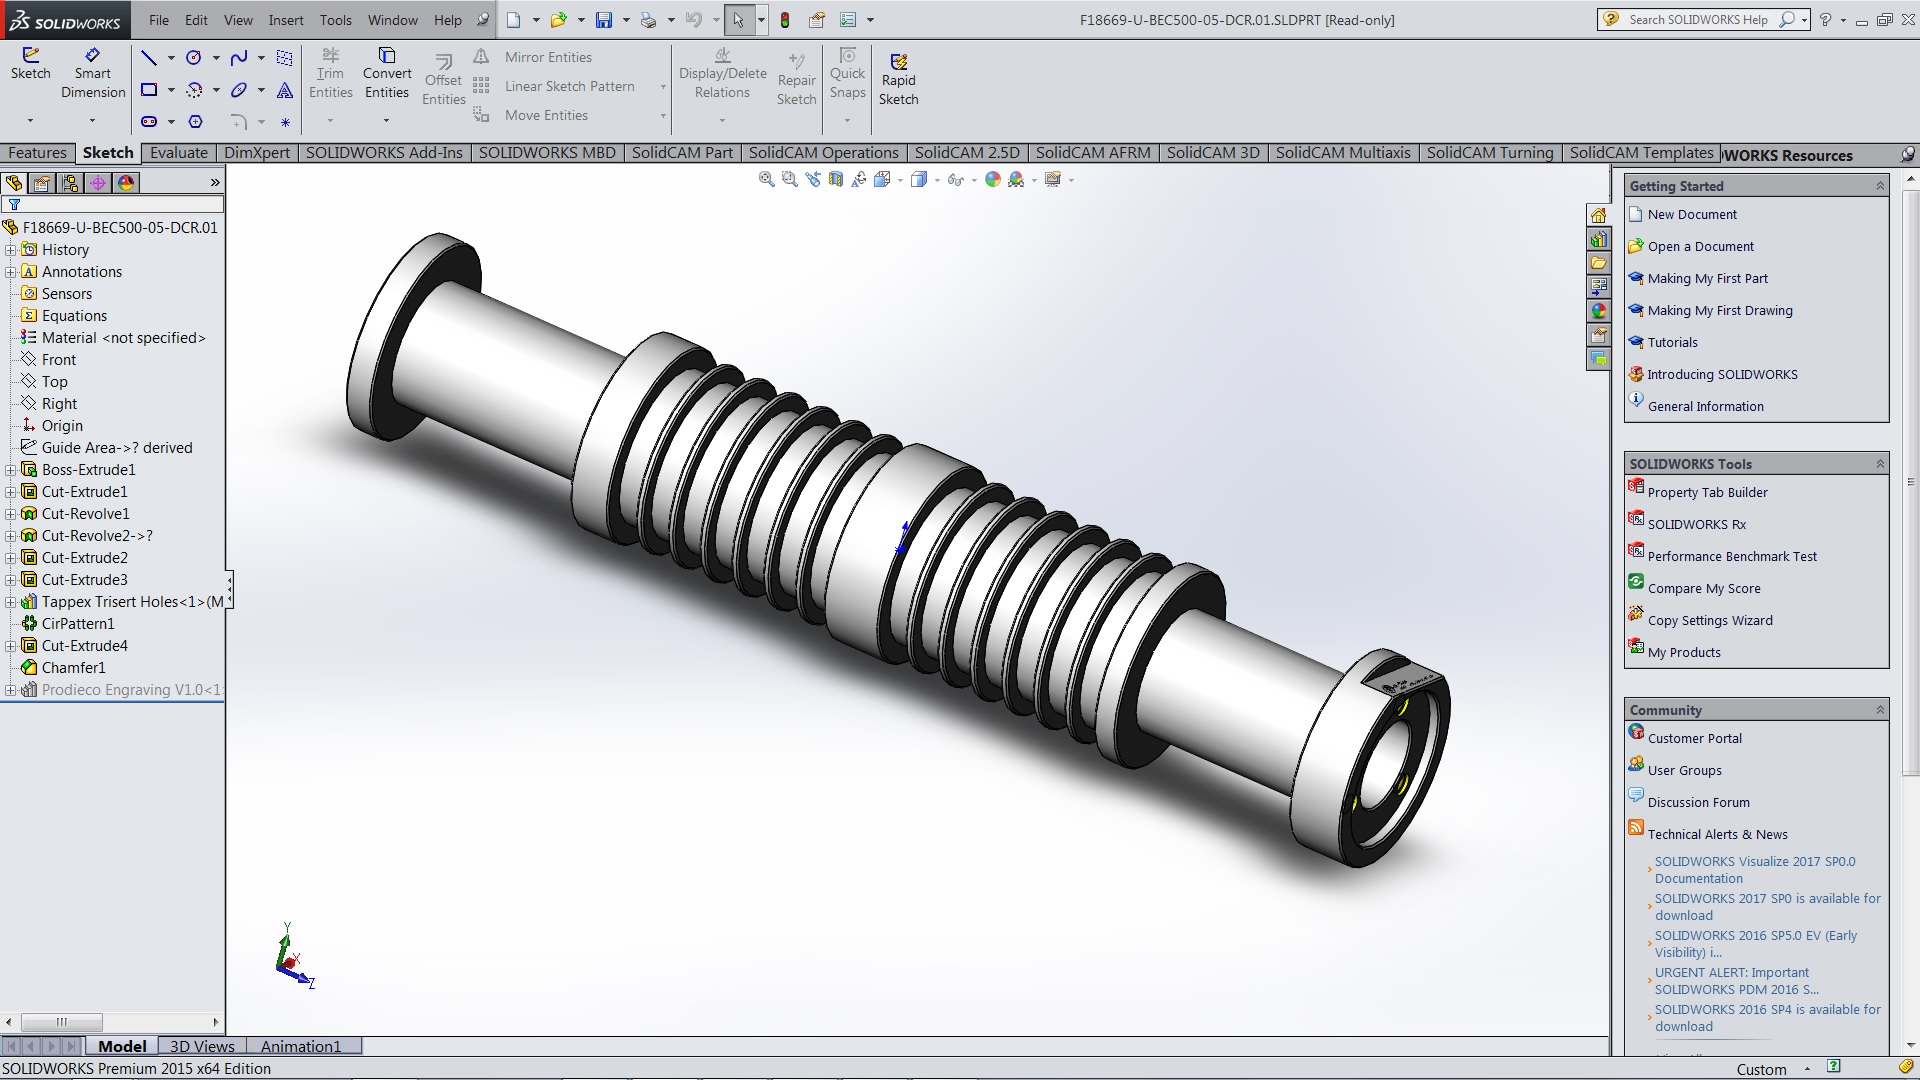 SOLIDWORKS File Edit View Insert Tools Window Help F18669-U-BEC500-05-DCR.01.SLDPRT [Read-only] Search SOLIDWORKS Help
Sketch
Smart Dimension
Trim Entities
Convert Entities
Offset Entities
Mirror Entities
Linear Sketch Pattern
Move Entities
Display/Delete Relations
Repair Sketch
Quick Snaps
Rapid Sketch
Features Sketch Evaluate DimXpert SOLIDWORKS Add-Ins SOLIDWORKS MBD SolidCAM Part SolidCAM Operations SolidCAM 2.5D SolidCAM AFRM SolidCAM 3D SolidCAM Multiaxis SolidCAM Turning SolidCAM Templates WORKS Resources
F18669-U-BEC500-05-DCR.01
History
Annotations
Sensors
Equations
Material <not specified>
Front
Top
Right
Origin
Guide Area->? derived
Boss-Extrude1
Cut-Extrude1
Cut-Revolve1
Cut-Revolve2->?
Cut-Extrude2
Cut-Extrude3
Tappex Trisert Holes<1>(M
CirPattern1
Cut-Extrude4
Chamfer1
Prodieco Engraving V1.0<1
Y
X
Z
Getting Started
New Document
Open a Document
Making My First Part
Making My First Drawing
Tutorials
Introducing SOLIDWORKS
General Information
SOLIDWORKS Tools
Property Tab Builder
SOLIDWORKS Rx
Performance Benchmark Test
Compare My Score
Copy Settings Wizard
My Products
Community
Customer Portal
User Groups
Discussion Forum
Technical Alerts & News
SOLIDWORKS Visualize 2017 SP0.0
Documentation
SOLIDWORKS 2017 SP0 is available for
download
SOLIDWORKS 2016 SP5.0 EV (Early
Visibility) i...
URGENT ALERT: Important
SOLIDWORKS PDM 2016 S...
SOLIDWORKS 2016 SP4 is available for
download
Model 3D Views Animation1
SOLIDWORKS Premium 2015 x64 Edition
Custom